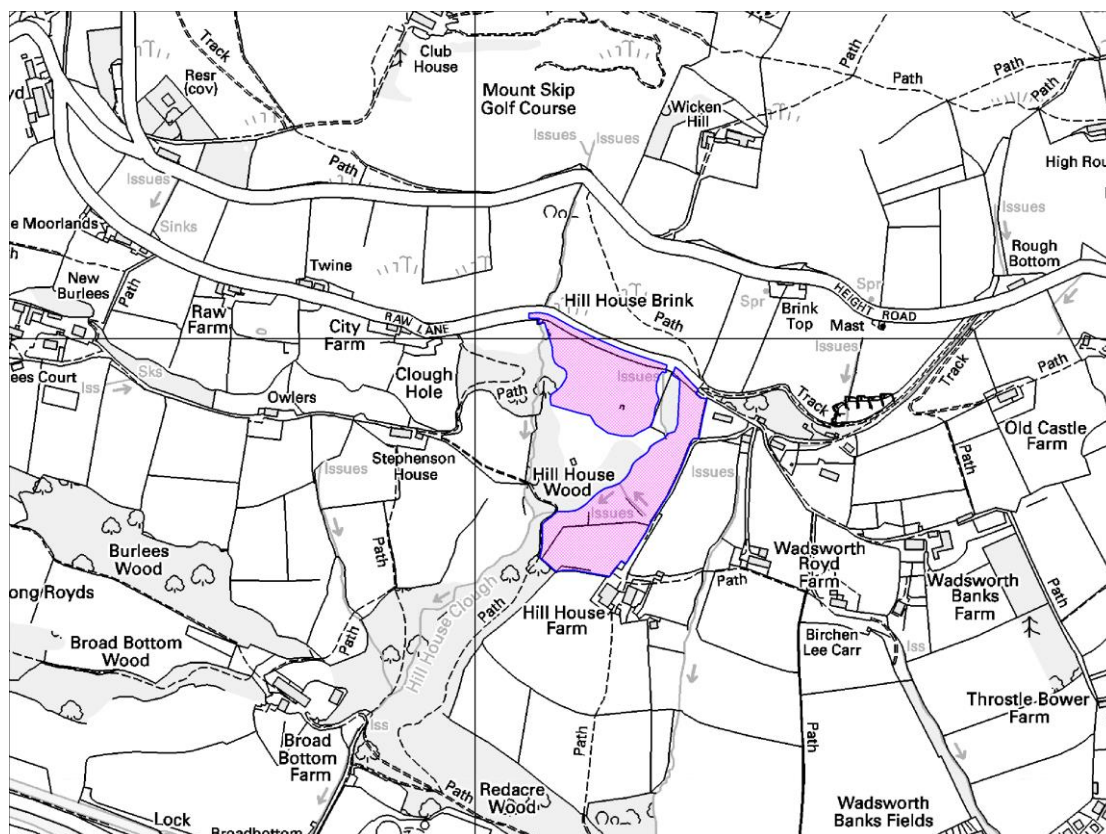 Track
Club
House
Path
Path
Path
Path
Resr
(cov)
Mount Skip
Golf Course
Issues
Issues
Wicken
Hill
High Rou
Issues
Sinks
Path
Issues
e Moorlands
Rough
Bottom
Twine
New
Burlees
Path
Hill House Brink
Spr
Spr
Brink
Top
HEIGHT ROAD
Raw
Farm
City
Farm
RAW LANE
Path
Mast
Issues
Sks
Clough
Hole
Issues
Track
Track
Path
ees Court
Iss
Owlers
Path
Old Castle
Farm
Stephenson
House
Issues
Hill House
Wood
Issues
Path
Issues
Burlees
Wood
Path
Wadsworth
Royd
Farm
Path
Wadsworth
Banks
Farm
Path
ong Royds
Hill House Clough
Path
Hill House
Farm
Broad Bottom
Wood
Path
Birchen
Lee Carr
Iss
Throstle Bower
Farm
Iss
Broad
Bottom
Farm
Path
Path
Path
Redacre
Wood
Lock
Broadbottom
Wadsworth
Banks Fields